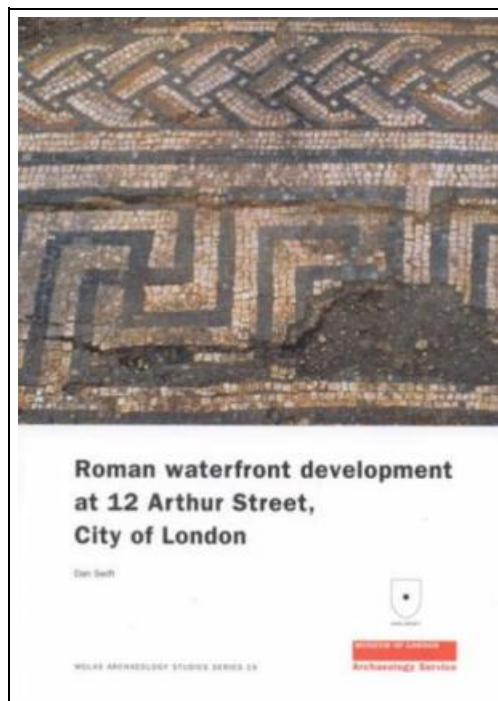 Roman waterfront development
at 12 Arthur Street,
City of London
Dan Swift
MUSEUM OF LONDON
Archaeology Service
MOLAS ARCHAEOLOGY STUDIES SERIES 19